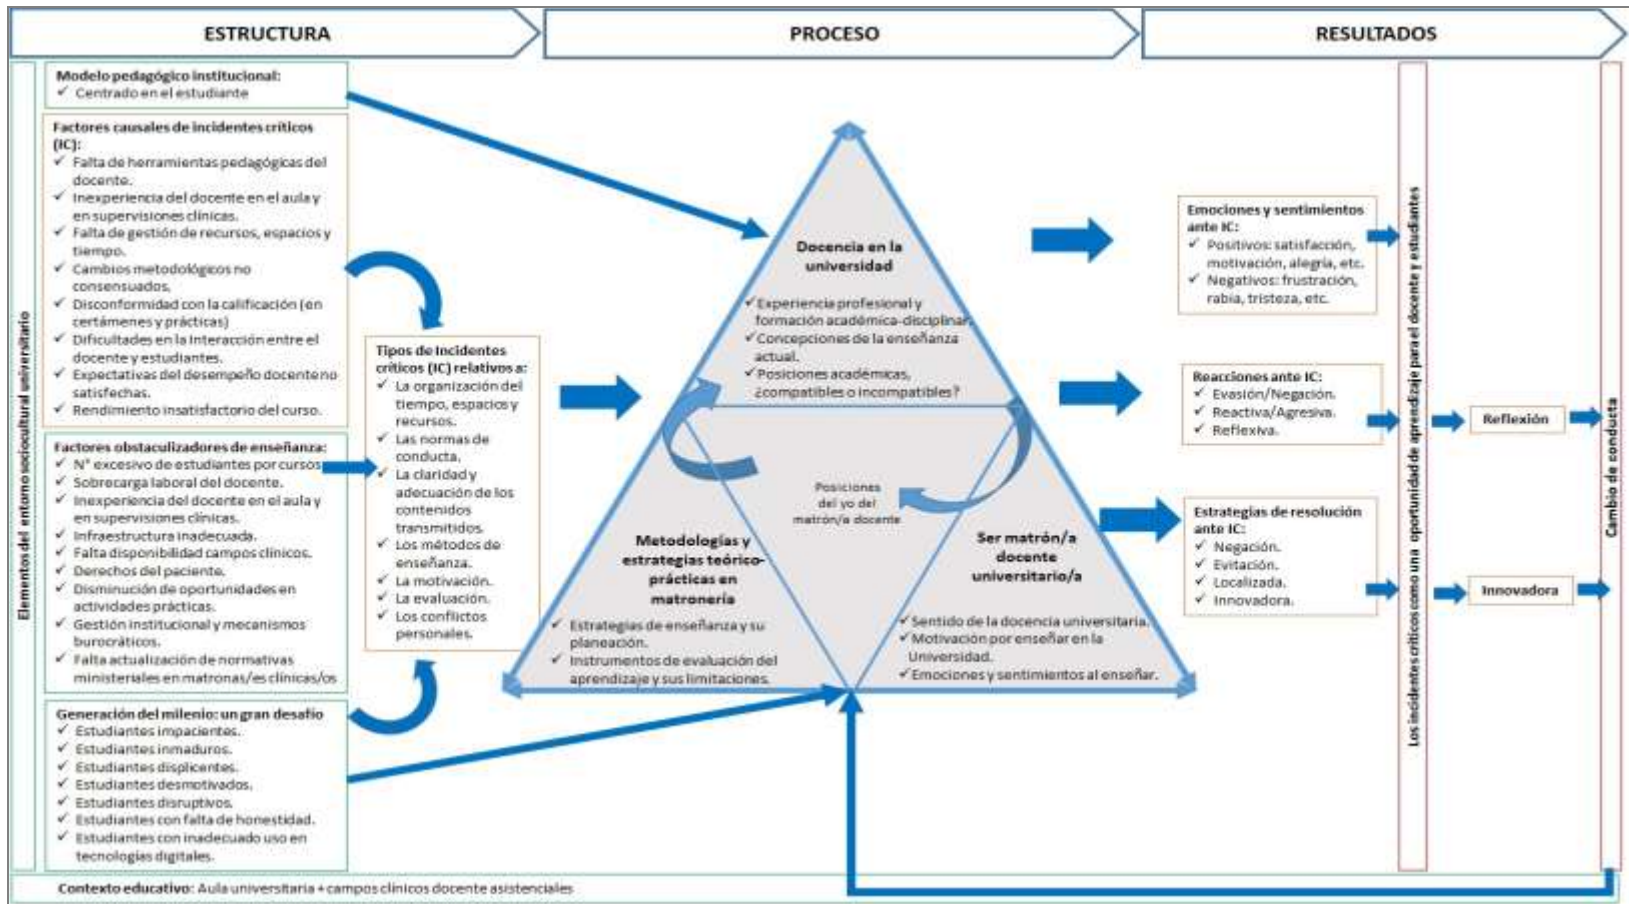 ESTRUCTURA
PROCESO
RESULTADOS
Elementos del entorno sociocultural universitario
Modelo pedagógico institucional:
✓ Centrado en el estudiante
Factores causales de incidentes críticos
(IC):
✓ Falta de herramientas pedagógicas del
docente.
✓ Inexperiencia del docente en el aula y
en supervisiones clínicas.
✓ Falta de gestión de recursos, espacios y
tiempo.
✓ Cambios metodológicos no
consensuados.
✓ Disconformidad con la calificación (en
certámenes y prácticas)
✓ Dificultades en la interacción entre el
docente y estudiantes.
✓ Expectativas del desempeño docente no
satisfechas.
✓ Rendimiento insatisfactorio del curso.
Factores obstaculizadores de enseñanza:
✓ N° excesivo de estudiantes por cursos
✓ Sobrecarga laboral del docente.
✓ Inexperiencia del docente en el aula y
en supervisiones clínicas.
✓ Infraestructura inadecuada.
✓ Falta disponibilidad campos clínicos.
✓ Derechos del paciente.
✓ Disminución de oportunidades en
actividades prácticas.
✓ Gestión institucional y mecanismos
burocráticos.
✓ Falta actualización de normativas
ministeriales en matronas/es clínicas/os
Generación del milenio: un gran desafío
✓ Estudiantes impacientes.
✓ Estudiantes inmaduros.
✓ Estudiantes displicentes.
✓ Estudiantes desmotivados.
✓ Estudiantes disruptivos.
✓ Estudiantes con falta de honestidad.
✓ Estudiantes con inadecuado uso en
tecnologías digitales.
Tipos de Incidentes
críticos (IC) relativos a:
✓ La organización del
tiempo, espacios y
recursos.
✓ Las normas de
conducta.
✓ La claridad y
adecuación de los
contenidos
transmitidos.
✓ Los métodos de
enseñanza.
✓ La motivación.
✓ La evaluación.
✓ Los conflictos
personales.
Docencia en la
universidad
✓ Experiencia profesional y
formación académica-disciplinar.
✓ Concepciones de la enseñanza
actual.
✓ Posiciones académicas,
¿compatibles o incompatibles?
Posiciones
del yo del
matrón/a docente
Metodologías y
estrategias teórico-
prácticas en
matronería
✓ Estrategias de enseñanza y su
planeación.
✓ Instrumentos de evaluación del
aprendizaje y sus limitaciones.
Ser matrón/a
docente
universitario/a
✓ Sentido de la docencia universitaria.
✓ Motivación por enseñar en la
Universidad.
✓ Emociones y sentimientos al enseñar.
Emociones y sentimientos
ante IC:
✓ Positivos: satisfacción,
motivación, alegría, etc.
✓ Negativos: frustración,
rabia, tristeza, etc.
Reacciones ante IC:
✓ Evasión/Negación.
✓ Reactiva/Agresiva.
✓ Reflexiva.
Estrategias de resolución
ante IC:
✓ Negación.
✓ Evitación.
✓ Localizada.
✓ Innovadora.
Los incidentes críticos como una oportunidad de aprendizaje para el docente y estudiantes
Reflexión
Innovadora
Cambio de conducta
Contexto educativo: Aula universitaria + campos clínicos docente asistenciales